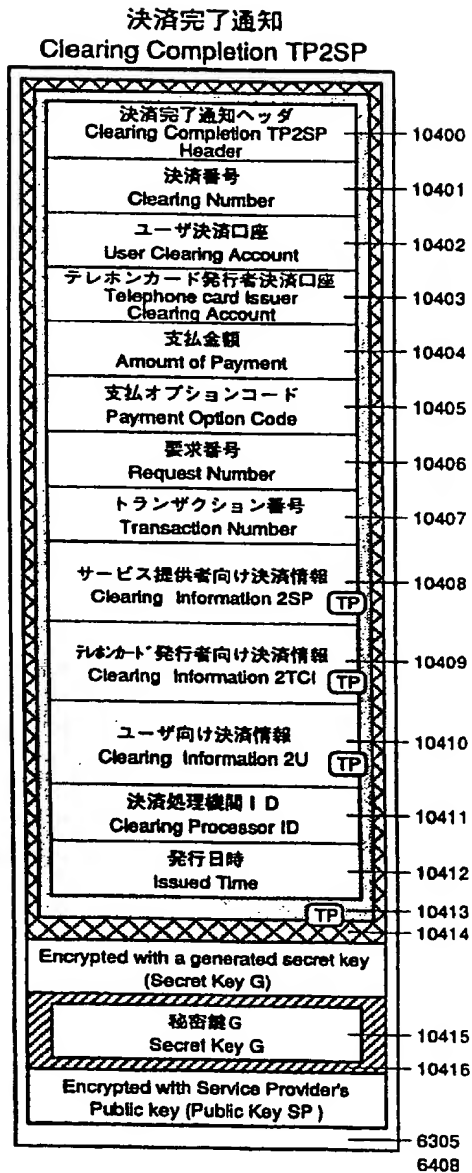 決済完了通知
Clearing Completion TP2SP
決済完了通知ヘッダ
Clearing Completion TP2SP
Header
10400
決済番号
Clearing Number
10401
ユーザ決済口座
User Clearing Account
10402
テレホンカード発行者決済口座
Telephone card Issuer
Clearing Account
10403
支払金額
Amount of Payment
10404
支払オプションコード
Payment Option Code
10405
要求番号
Request Number
10406
トランザクション番号
Transaction Number
10407
サービス提供者向け決済情報
Clearing Information 2SP
TP
10408
テレホンカード発行者向け決済情報
Clearing Information 2TCI
TP
10409
ユーザ向け決済情報
Clearing Information 2U
TP
10410
決済処理機関ID
Clearing Processor ID
10411
発行日時
Issued Time
10412
TP
10413
10414
Encrypted with a generated secret key
(Secret Key G)
秘密鍵G
Secret Key G
10415
10416
Encrypted with Service Provider's
Public key (Public Key SP )
6305
6408